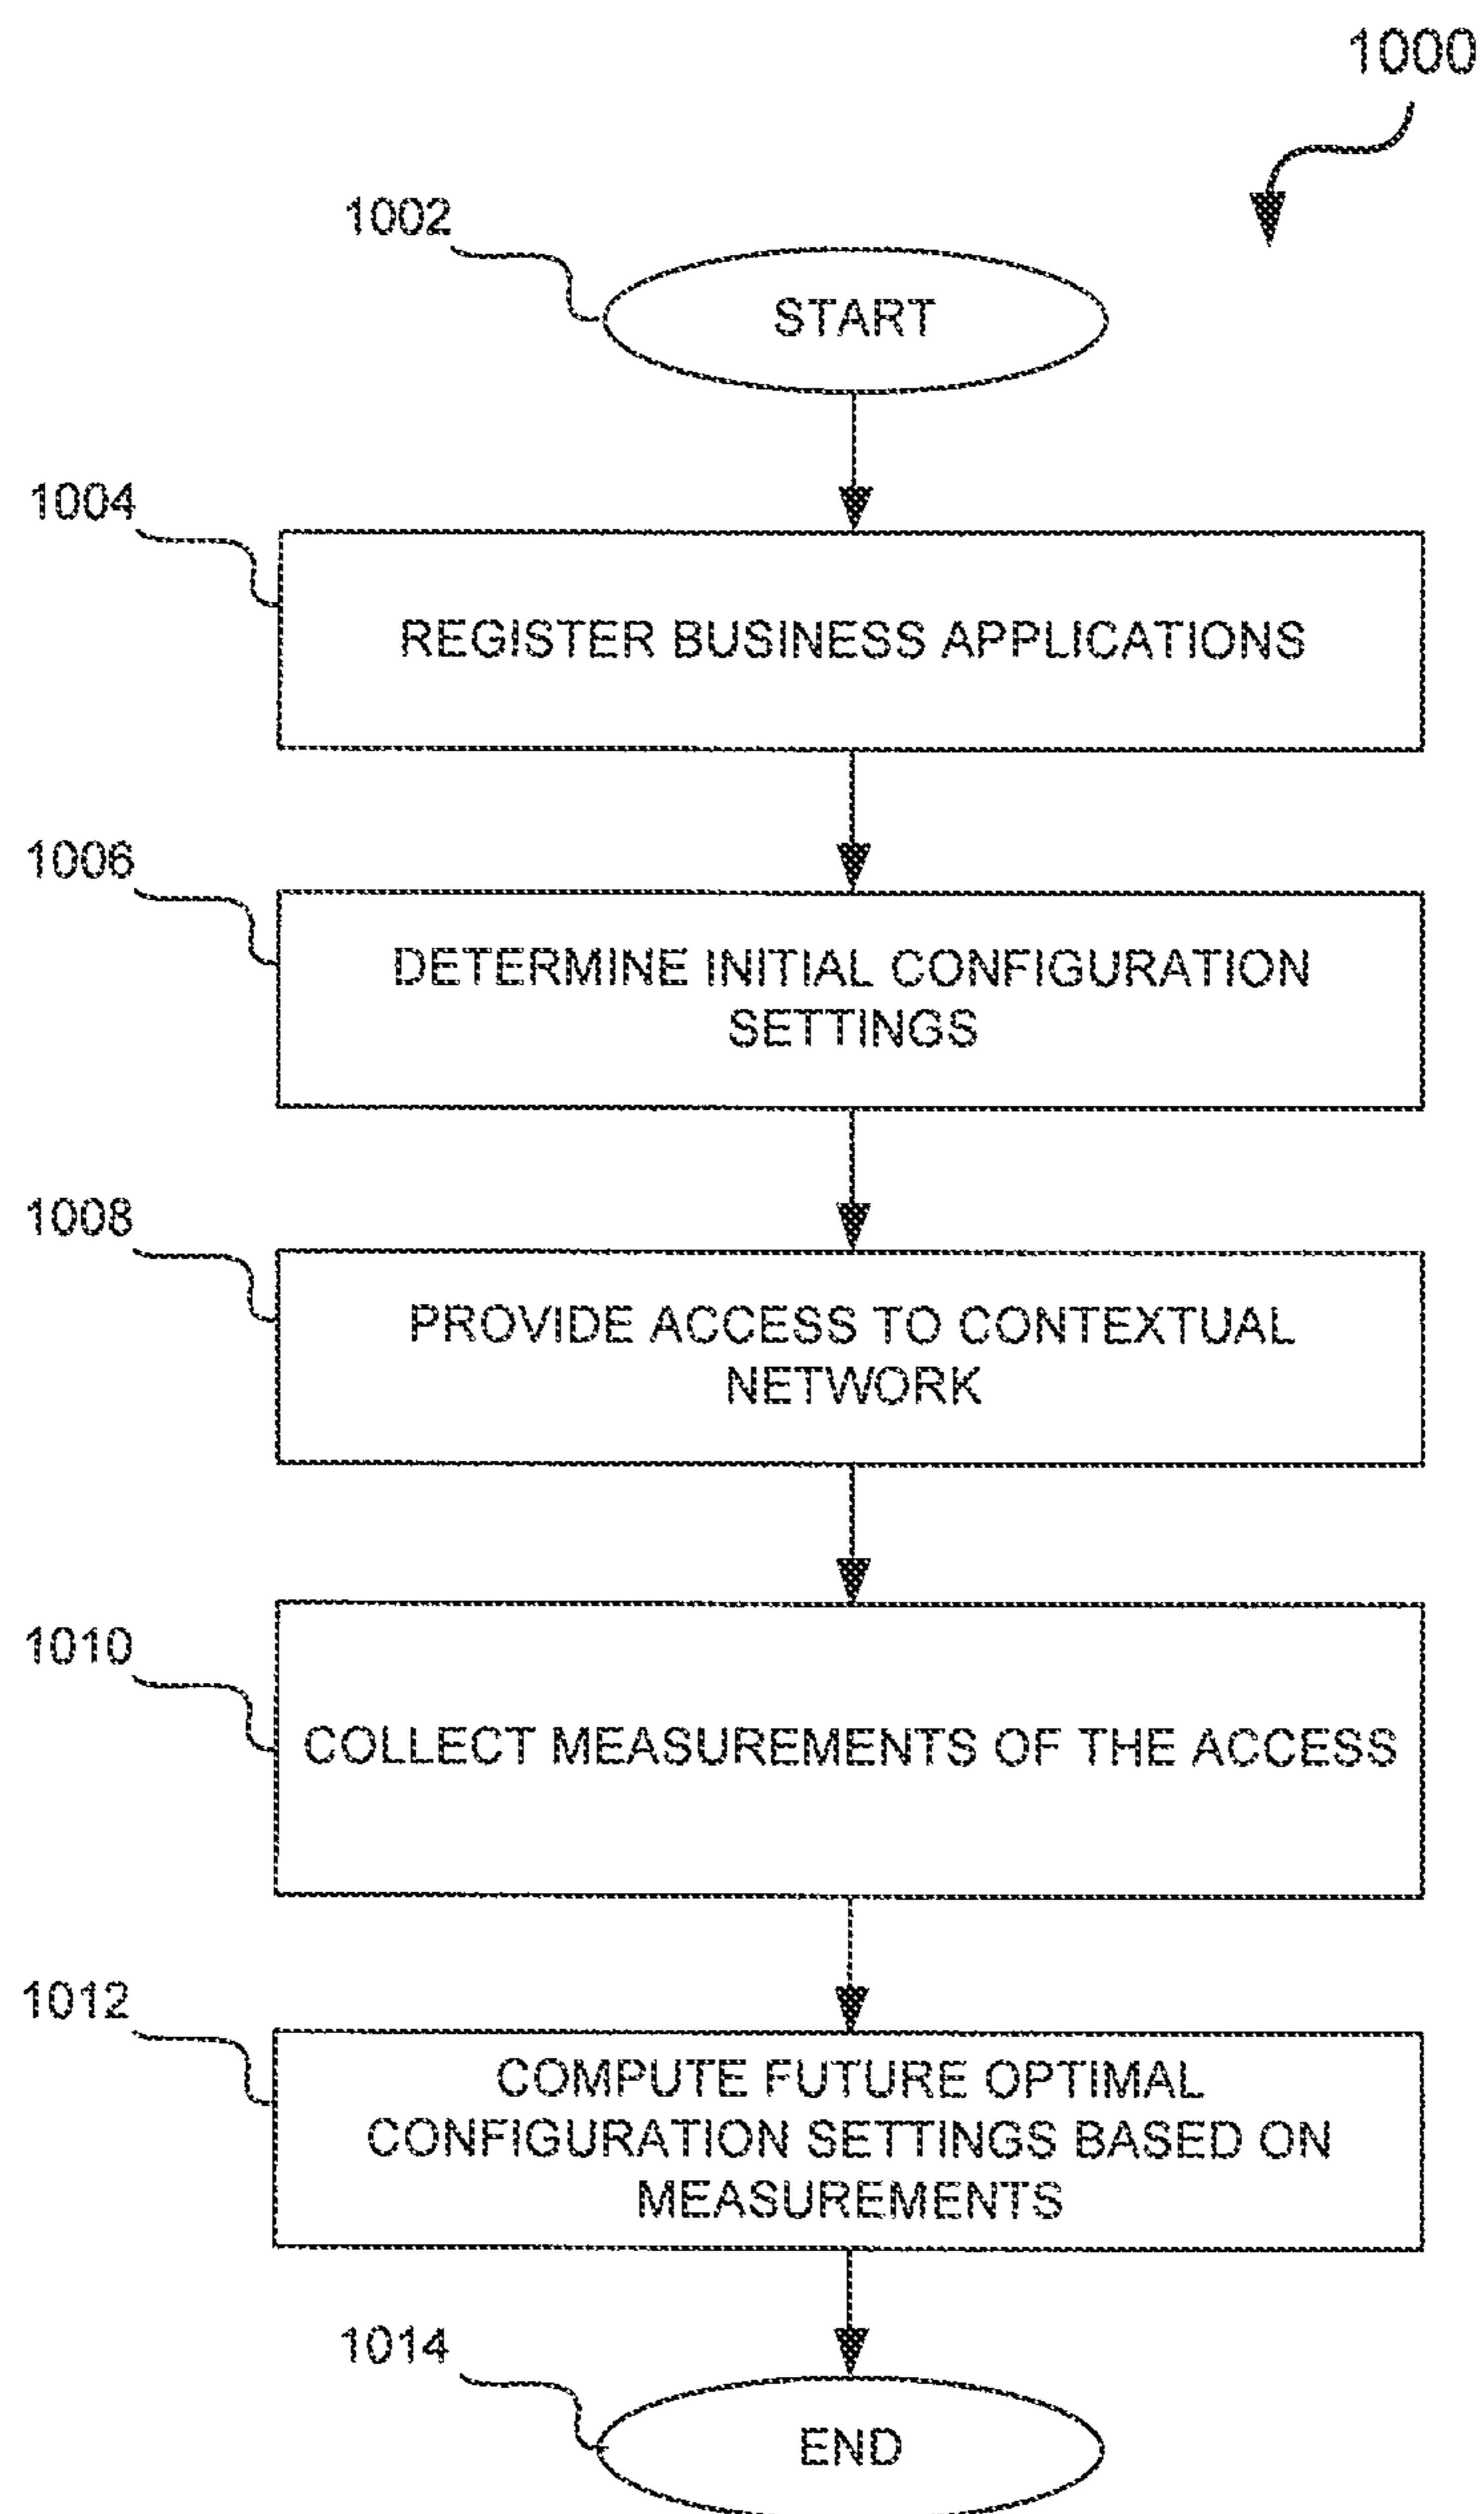 1000
1002
START
1004
REGISTER BUSINESS APPLICATIONS
1006
DETERMINE INITIAL CONFIGURATION
SETTINGS
1008
PROVIDE ACCESS TO CONTEXTUAL
NETWORK
1010
COLLECT MEASUREMENTS OF THE ACCESS
1012
COMPUTE FUTURE OPTIMAL
CONFIGURATION SETTINGS BASED ON
MEASUREMENTS
1014
END